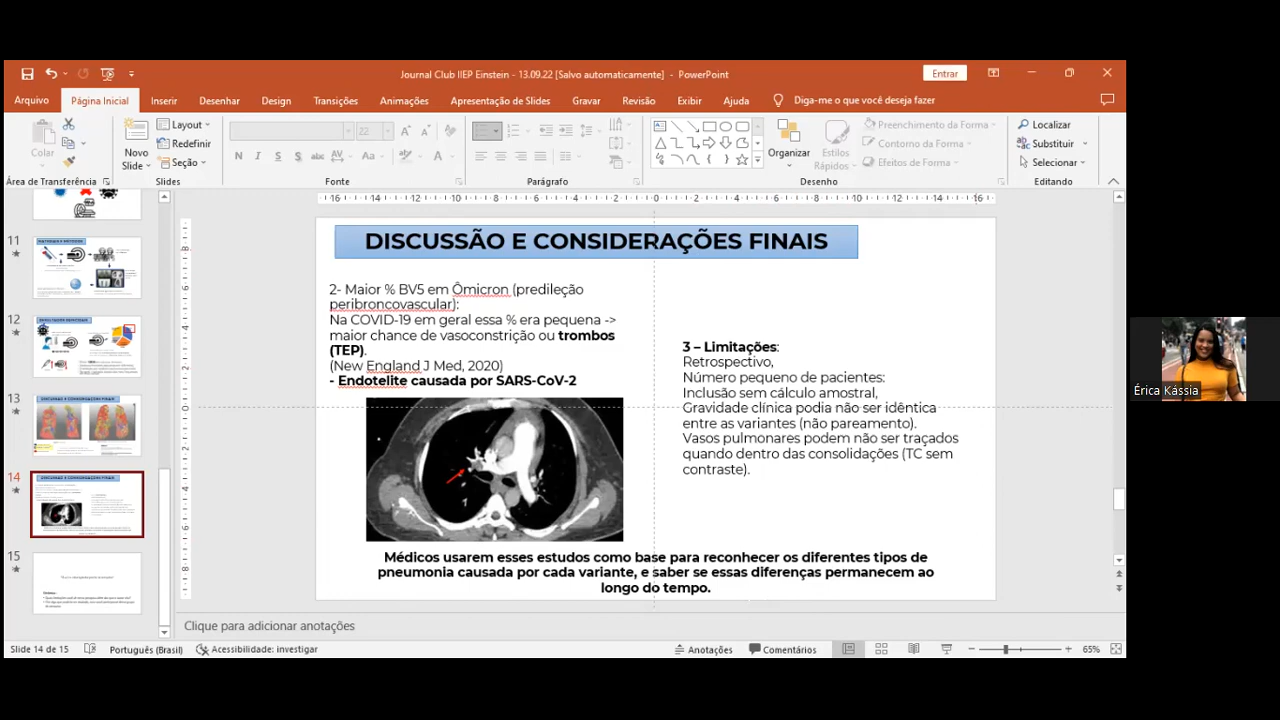 Journal Club IIEP Einstein - 13.09.22 [Salvo automaticamente] - PowerPoint
Entrar
Arquivo Página Inicial Inserir Desenhar Design Transições Animações Apresentação de Slides Gravar Revisão Exibir Ajuda Diga-me o que você deseja fazer
Colar
Novo
Slide
Layout
Redefinir
Seção
22
Organizar
Estilos
Rápidos
Preenchimento da Forma
Contorno da Forma
Efeitos de Forma
Localizar
Substituir
Selecionar
Área de Transferência Slides Fonte Parágrafo Desenho Editando
11
12
13
14
15
DISCUSSÃO E CONSIDERAÇÕES FINAIS
2- Maior % BV5 em Ômicron (predileção
peribroncovascular):
Na COVID-19 em geral essa % era pequena ->
maior chance de vasoconstrição ou trombos
(TEP).
(New England J Med, 2020)
- Endotelite causada por SARS-CoV-2
3 – Limitações:
Retrospectivo,
Número pequeno de pacientes:
Inclusão sem cálculo amostral,
Gravidade clínica podia não ser idêntica
entre as variantes (não pareamento).
Vasos pulmonares podem não ser traçados
quando dentro das consolidações (TC sem
contraste).
Médicos usarem esses estudos como base para reconhecer os diferentes tipos de
pneumonia causada por cada variante, e saber se essas diferenças permanecem ao
longo do tempo.
Érica Kássia
Clique para adicionar anotações
Slide 14 de 15 Português (Brasil) Acessibilidade: investigar Anotações Comentários 65%